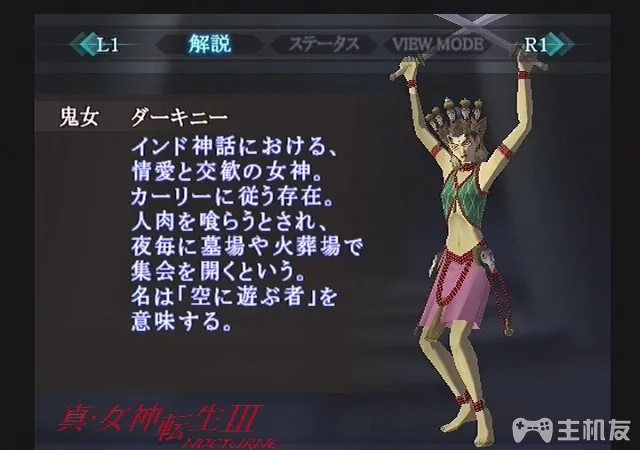 L1 解説 ステータス VIEW MODE R1
鬼女 ダーキニー
インド神話における、
情愛と交歓の女神。
カーリーに従う存在。
人肉を喰らうとされ、
夜毎に墓場や火葬場で
集会を開くという。
名は「空に遊ぶ者」を
意味する。
真・女神転生III
NOCTURNE
主机友